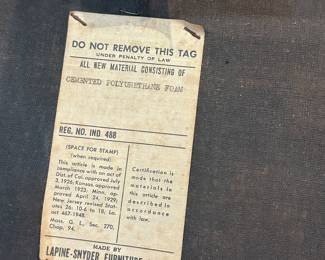 DO NOT REMOVE THIS TAG
UNDER PENALTY OF LAW
ALL NEW MATERIAL CONSISTING OF
CEMENTED POLYURETHANE FOAM
REG. NO. IND 488
(SPACE FOR STAMP)
(when required)
This article is made in
compliance with an act of
Dist. of Col. approved July
3, 1926; Kansas, approved
March 1923; Minn. ap-
proved April 24, 1929;
New Jersey revised Stat-
utes 26: 10-6 to 18, La.
act 467-1948.
Mass. G. L. Sec. 270,
Chap. 94.
Certification is
made that the
materials in
this article are
described in
accordance with
law.
MADE BY
LAPINE-SNYDER FURNITURE